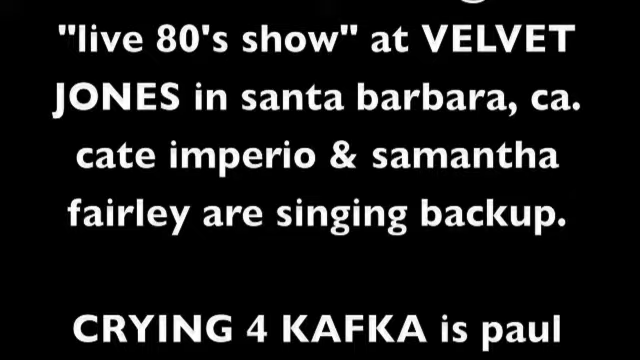 "live 80's show" at VELVET
JONES in santa barbara, ca.
cate imperio & samantha
fairley are singing backup.
CRYING 4 KAFKA is paul